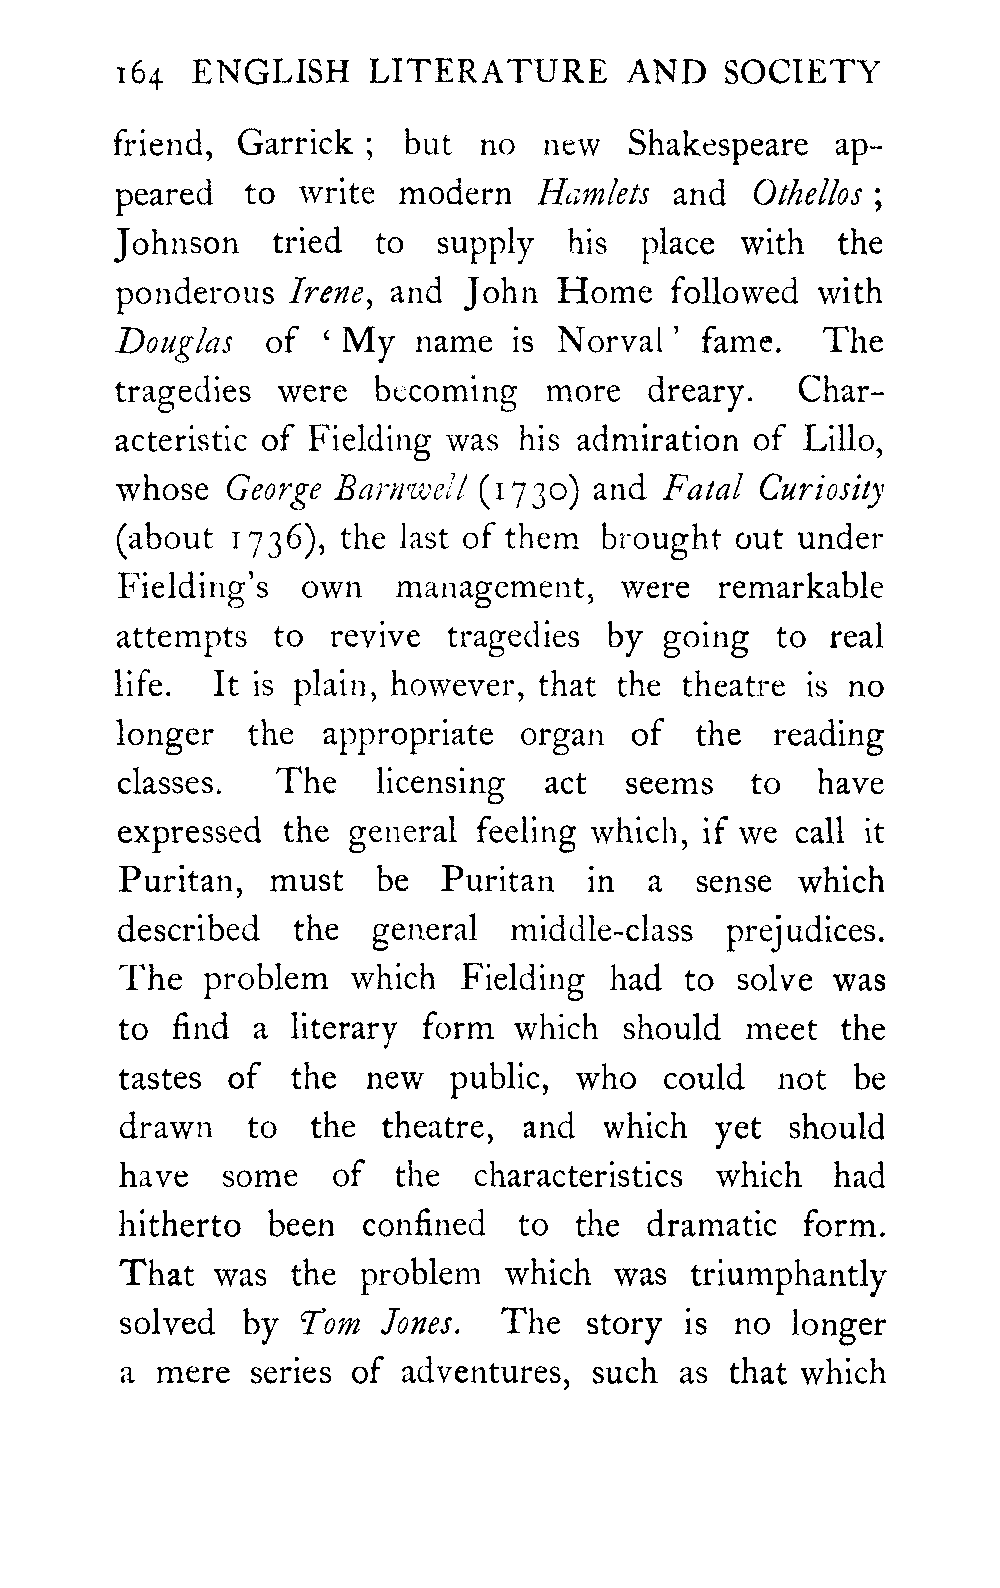 164 ENGLISH LITERATURE AND SOCIETY
friend, Garrick ; but no new Shakespeare ap-
peared to write modern Hamlets and Othellos ;
Johnson tried to supply his place with the
ponderous Irene, and John Home followed with
Douglas of ‘ My name is Norval ’ fame. The
tragedies were becoming more dreary. Char-
acteristic of Fielding was his admiration of Lillo,
whose George Barnwell (1730) and Fatal Curiosity
(about 1736), the last of them brought out under
Fielding's own management, were remarkable
attempts to revive tragedies by going to real
life. It is plain, however, that the theatre is no
longer the appropriate organ of the reading
classes. The licensing act seems to have
expressed the general feeling which, if we call it
Puritan, must be Puritan in a sense which
described the general middle-class prejudices.
The problem which Fielding had to solve was
to find a literary form which should meet the
tastes of the new public, who could not be
drawn to the theatre, and which yet should
have some of the characteristics which had
hitherto been confined to the dramatic form.
That was the problem which was triumphantly
solved by Tom Jones. The story is no longer
a mere series of adventures, such as that which